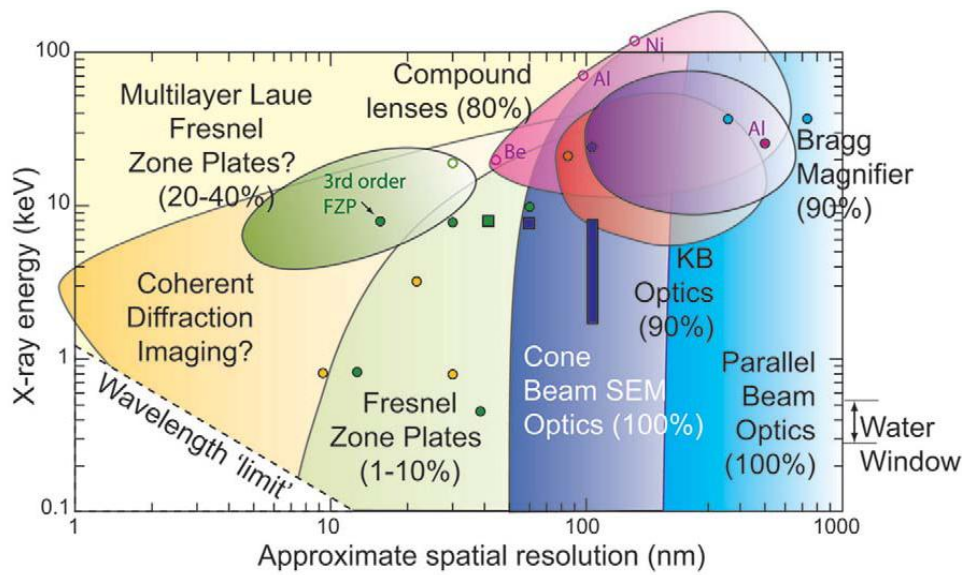 X-ray energy (keV)
100
10
1
0.1
Multilayer Laue
Fresnel
Zone Plates?
(20-40%)
Compound
lenses (80%)
Ni
Al
Be
Al
3rd order
FZP
Bragg
Magnifier
(90%)
KB
Optics
(90%)
Coherent
Diffraction
Imaging?
Wavelength 'limit'
Fresnel
Zone Plates
(1-10%)
Cone
Beam SEM
Optics (100%)
Parallel
Beam
Optics
(100%)
Water
Window
1
10
100
1000
Approximate spatial resolution (nm)